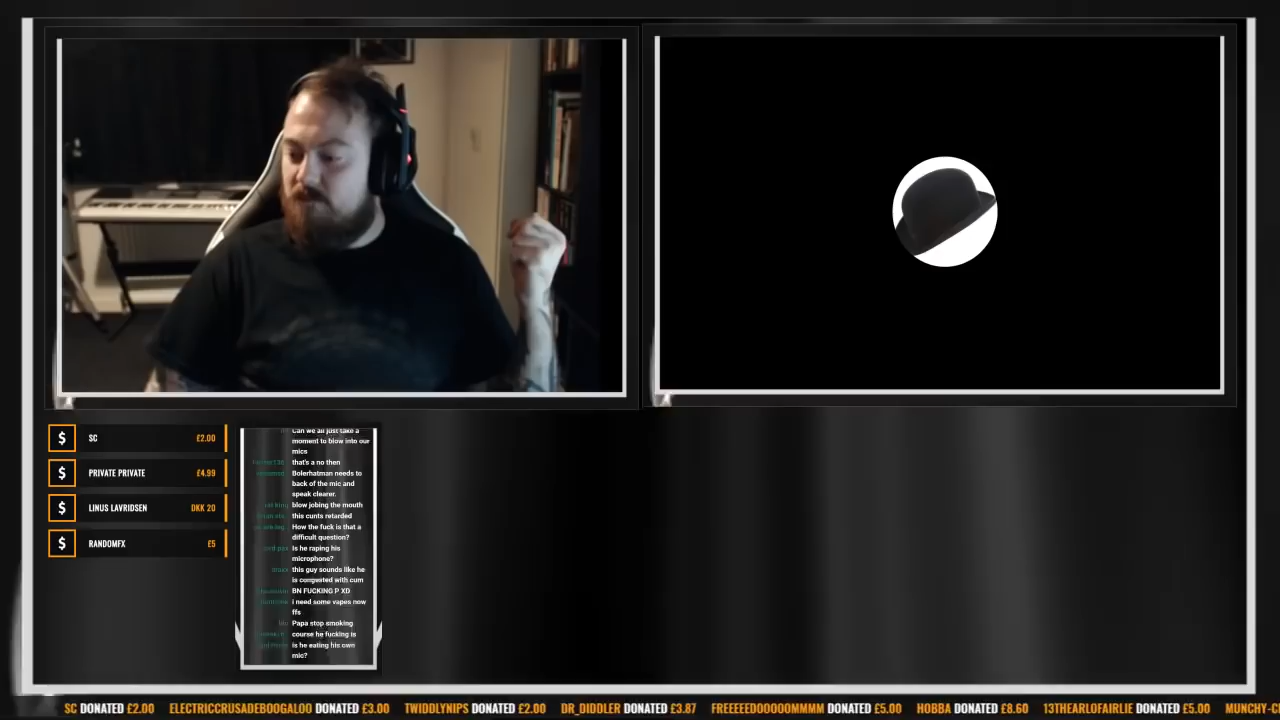 $ SC £2.00
$ PRIVATE PRIVATE £4.99
$ LINUS LAVRIDSEN DKK 20
$ RANDOMFX £5
Can we all just take a
moment to blow into our
mics
that's a no then
Bolerhatman needs to
back of the mic and
speak clearer.
blow jobing the mouth
this cunts retarded
How the fuck is that a
difficult question?
Is he raping his
microphone?
this guy sounds like he
is congested with cum
BN FUCKING P XD
i need some vapes now
ffs
Papa stop smoking
course he fucking is
is he eating his own
mic?
SC DONATED £2.00 ELECTRICCRUSADEBOOGALOO DONATED £3.00 TWIDDLYNIPS DONATED £2.00 DR_DIDDLER DONATED £3.87 FREEEEDOOOOOMMMM DONATED £5.00 HOBBA DONATED £8.60 13THEARLOFAIRLIE DONATED £5.00